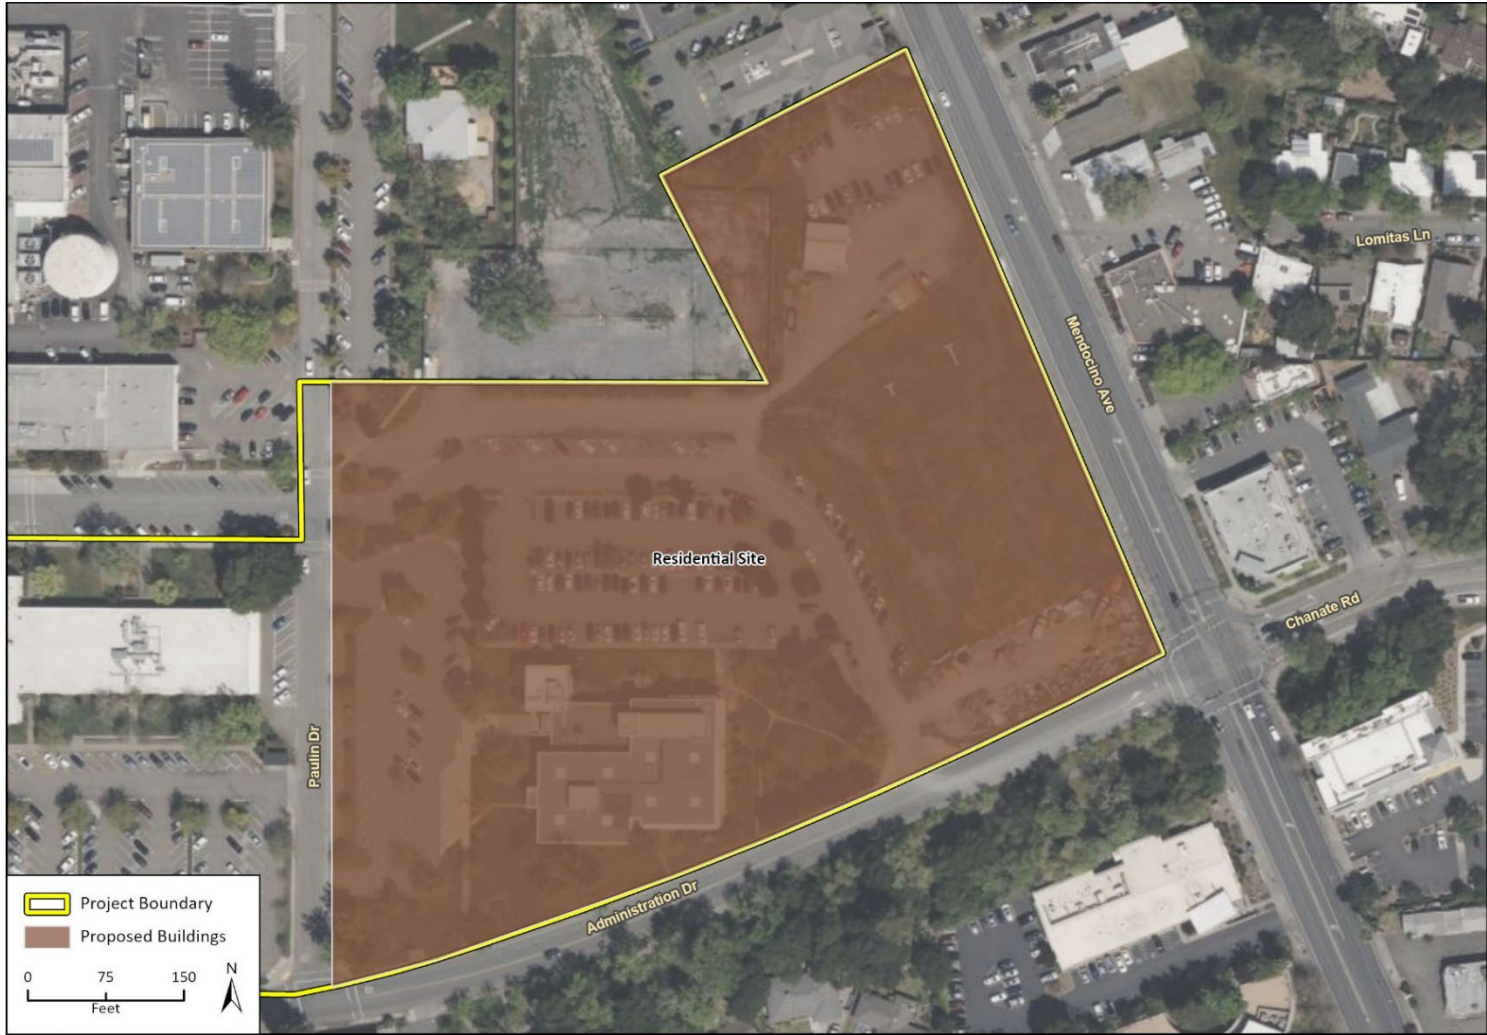 Lomitas Ln
Mendocino Ave
Residential Site
Chanate Rd
Paulin Dr
Administration Dr
Project Boundary
Proposed Buildings
0 75 150
Feet
N